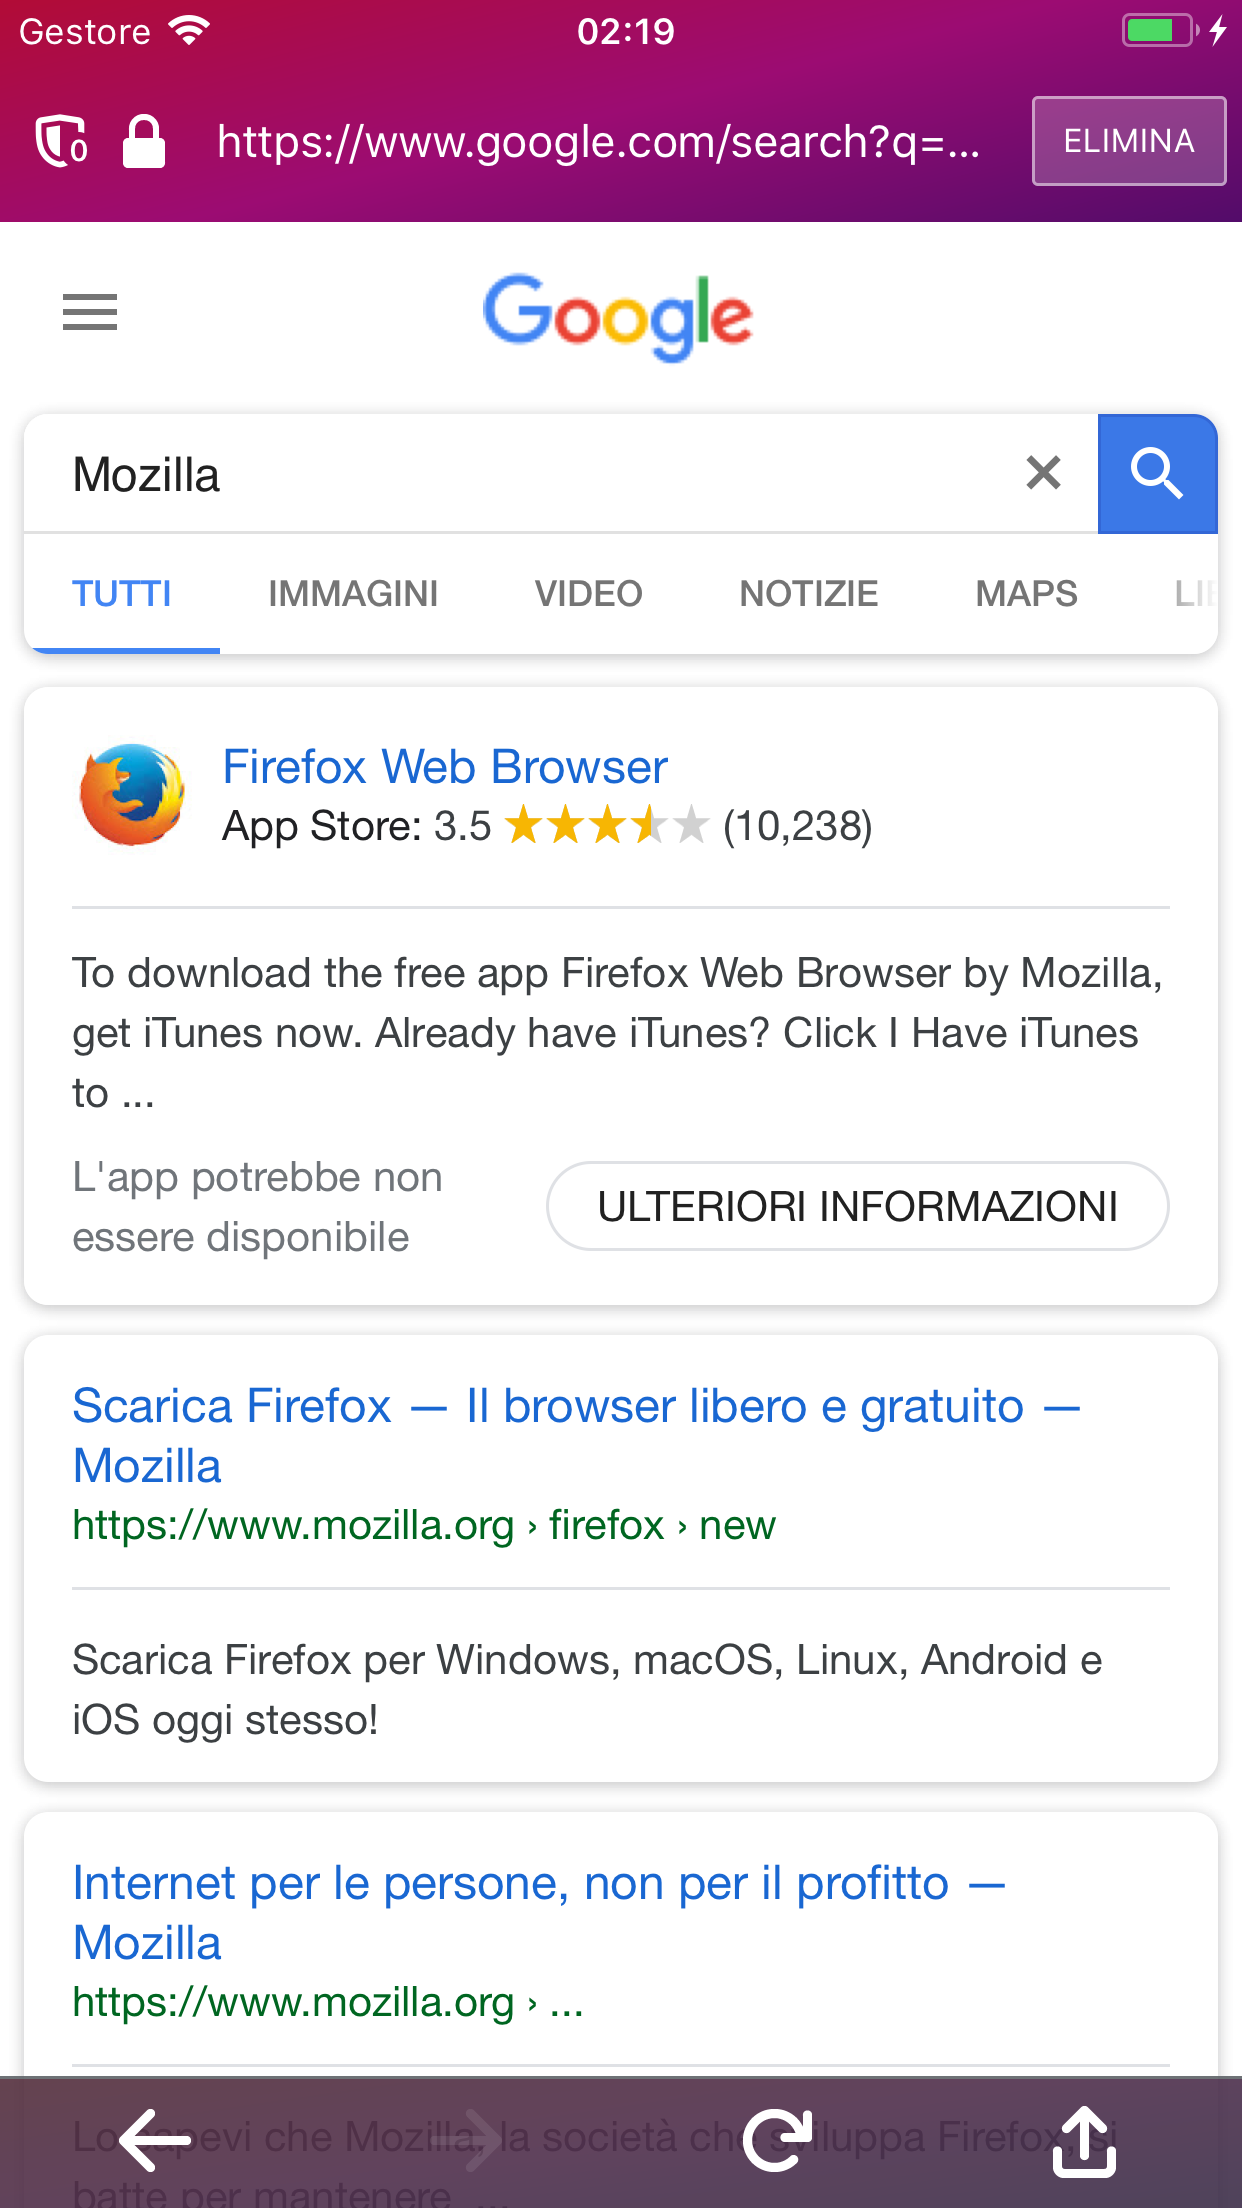 Gestore 02:19
0 https://www.google.com/search?q=... ELIMINA
Google
Mozilla
TUTTI IMMAGINI VIDEO NOTIZIE MAPS
Firefox Web Browser
App Store: 3.5 (10,238)
To download the free app Firefox Web Browser by Mozilla,
get iTunes now. Already have iTunes? Click I Have iTunes
to ...
L'app potrebbe non
essere disponibile
ULTERIORI INFORMAZIONI
Scarica Firefox — Il browser libero e gratuito —
Mozilla
https://www.mozilla.org › firefox › new
Scarica Firefox per Windows, macOS, Linux, Android e
iOS oggi stesso!
Internet per le persone, non per il profitto —
Mozilla
https://www.mozilla.org › ...
Lo sapevi che Mozilla, la società che sviluppa Firefox, si
batte per mantenere ...